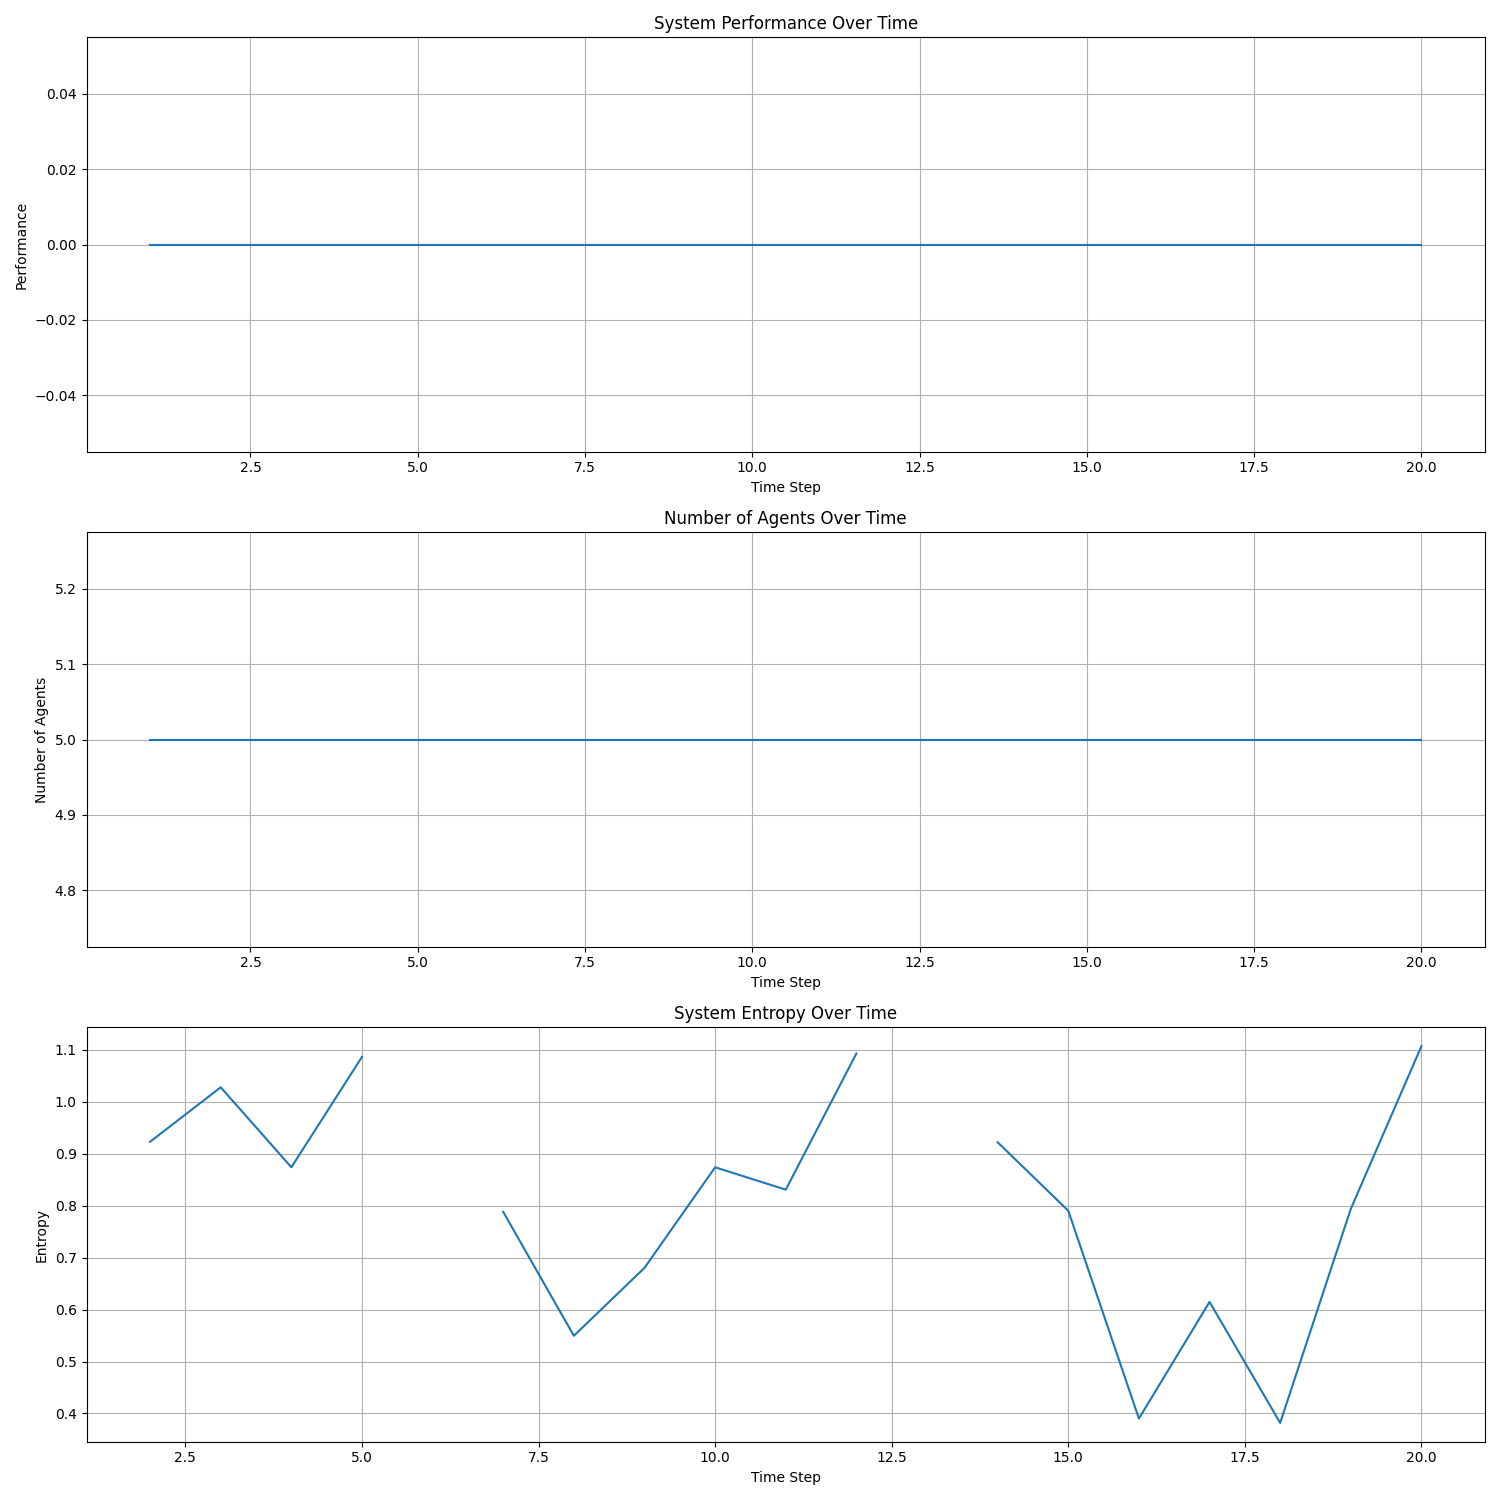 System Performance Over Time
0.04
0.02
0.00
−0.02
−0.04
Performance
2.5 5.0 7.5 10.0 12.5 15.0 17.5 20.0
Time Step
Number of Agents Over Time
5.2
5.1
5.0
4.9
4.8
Number of Agents
2.5 5.0 7.5 10.0 12.5 15.0 17.5 20.0
Time Step
System Entropy Over Time
1.1
1.0
0.9
0.8
0.7
0.6
0.5
0.4
Entropy
2.5 5.0 7.5 10.0 12.5 15.0 17.5 20.0
Time Step